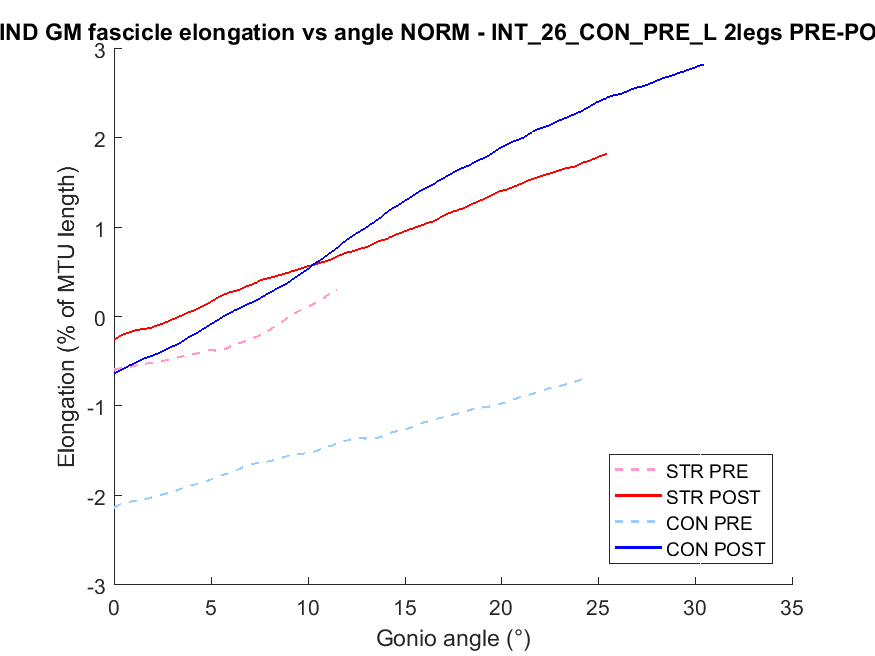 IND GM fascicle elongation vs angle NORM - INT_26_CON_PRE_L 2legs PRE-PO
3
2
1
0
-1
-2
-3
Elongation (% of MTU length)
0 5 10 15 20 25 30 35
Gonio angle (°)
STR PRE
STR POST
CON PRE
CON POST